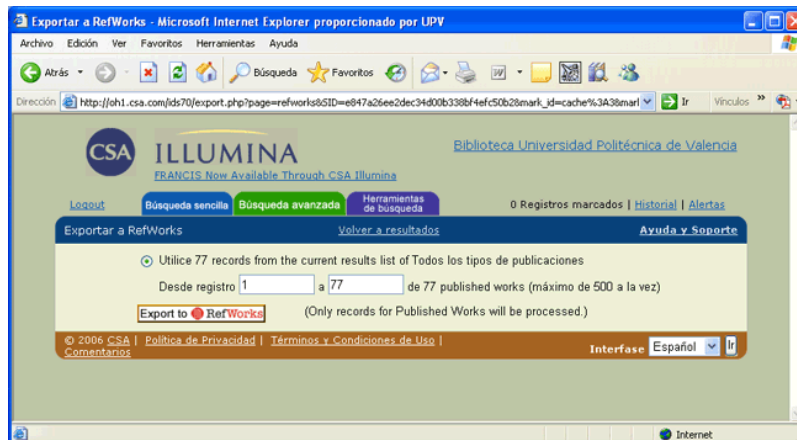 Exportar a RefWorks - Microsoft Internet Explorer proporcionado por UPV
Archivo Edición Ver Favoritos Herramientas Ayuda
Atrás Búsqueda Favoritos
Dirección http://oh1.csa.com/ids70/export.php?page=refworks&SID=e847a26ee2dec34d00b338bf4efc50b2&mark_id=cache%3A3&marl Ir Vínculos »
CSA ILLUMINA Biblioteca Universidad Politécnica de Valencia
FRANCIS Now Available Through CSA Illumina
Logout Búsqueda sencilla Búsqueda avanzada Herramientas de búsqueda 0 Registros marcados | Historial | Alertas
Exportar a RefWorks Volver a resultados Ayuda y Soporte
Utilice 77 records from the current results list of Todos los tipos de publicaciones
Desde registro 1 a 77 de 77 published works (máximo de 500 a la vez)
Export to RefWorks (Only records for Published Works will be processed.)
© 2006 CSA | Política de Privacidad | Términos y Condiciones de Uso |
Comentarios Interfase Español Ir
Internet